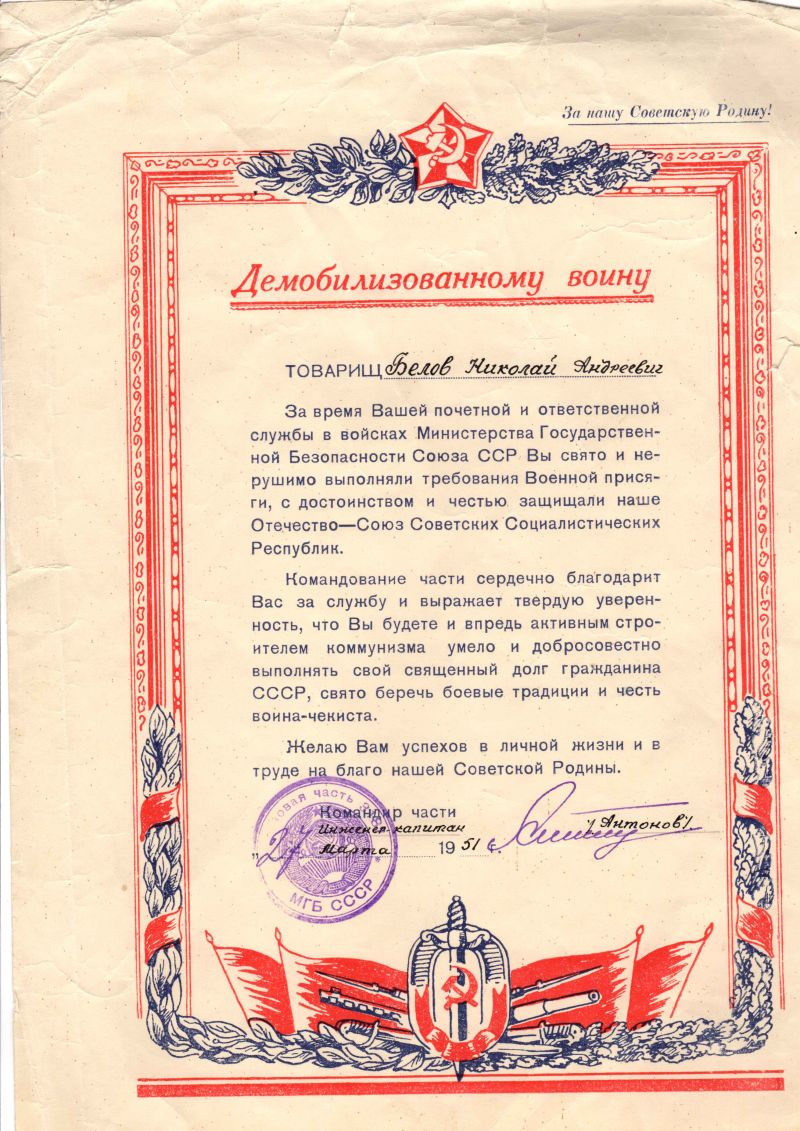 За нашу Советскую Родину!
Демобилизованному воину
ТОВАРИЩ Белов Николай Андреевич
За время Вашей почетной и ответственной
службы в войсках Министерства Государствен-
ной Безопасности Союза ССР Вы свято и не-
рушимо выполняли требования Военной прися-
ги, с достоинством и честью защищали наше
Отечество—Союз Советских Социалистических
Республик.
Командование части сердечно благодарит
Вас за службу и выражает твердую уверен-
ность, что Вы будете и впредь активным стро-
ителем коммунизма умело и добросовестно
выполнять свой священный долг гражданина
СССР, свято беречь боевые традиции и честь
воина-чекиста.
Желаю Вам успехов в личной жизни и в
труде на благо нашей Советской Родины.
Командир части
Инженер-капитан
/Антонов/
Марта 1951 г.
часть
МГБ СССР